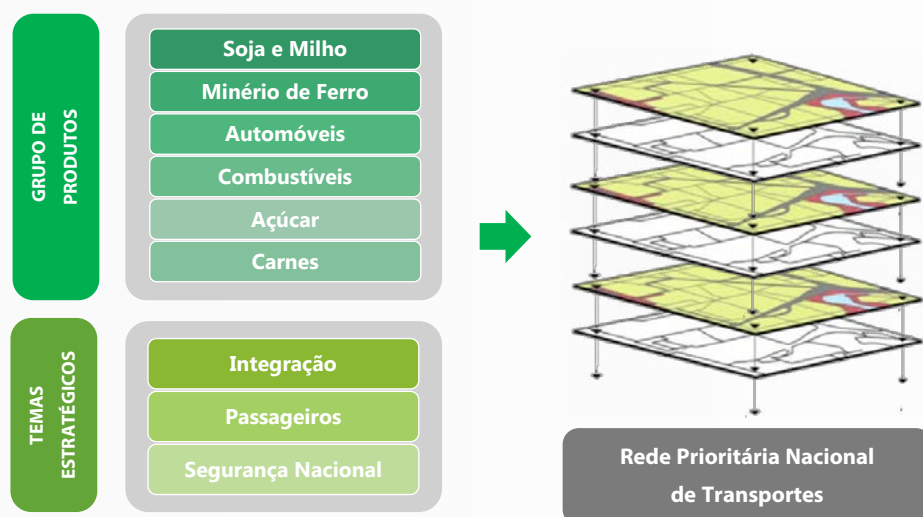 GRUPO DE
PRODUTOS
Soja e Milho
Minério de Ferro
Automóveis
Combustíveis
Açúcar
Carnes
TEMAS
ESTRATÉGICOS
Integração
Passageiros
Segurança Nacional
Rede Prioritária Nacional
de Transportes